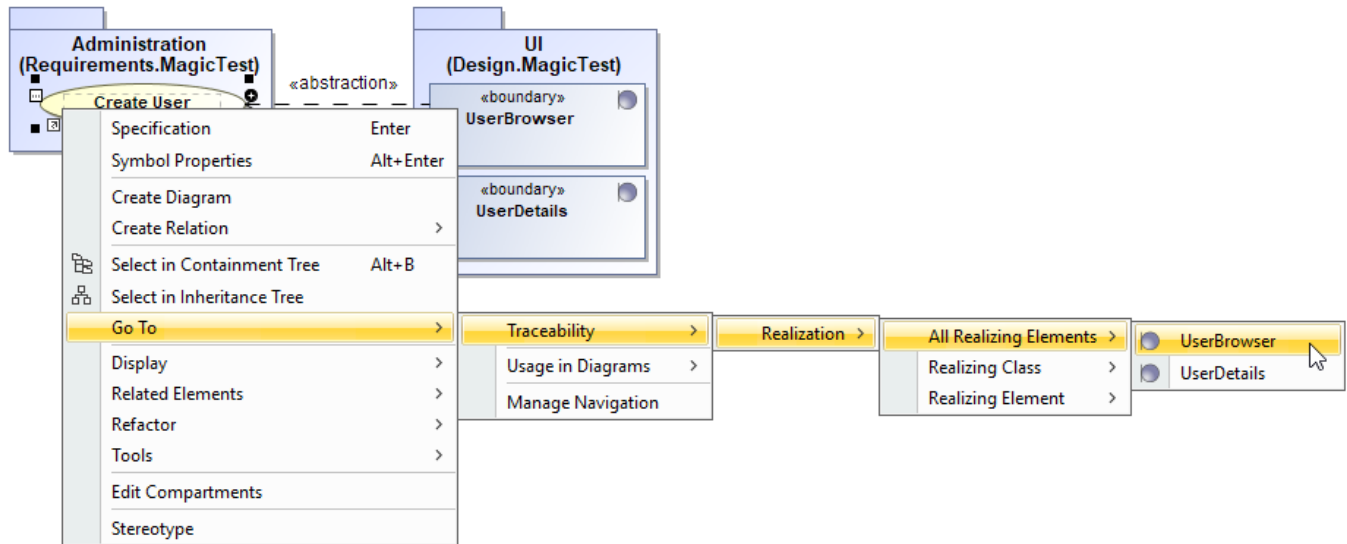 Administration
(Requirements.MagicTest)
Create User
«abstraction»
UI
(Design.MagicTest)
«boundary»
UserBrowser
«boundary»
UserDetails
Specification Enter
Symbol Properties Alt+Enter
Create Diagram
Create Relation
Select in Containment Tree Alt+B
Select in Inheritance Tree
Go To
Display
Related Elements
Refactor
Tools
Edit Compartments
Stereotype
Traceability
Usage in Diagrams
Manage Navigation
Realization
All Realizing Elements
Realizing Class
Realizing Element
UserBrowser
UserDetails